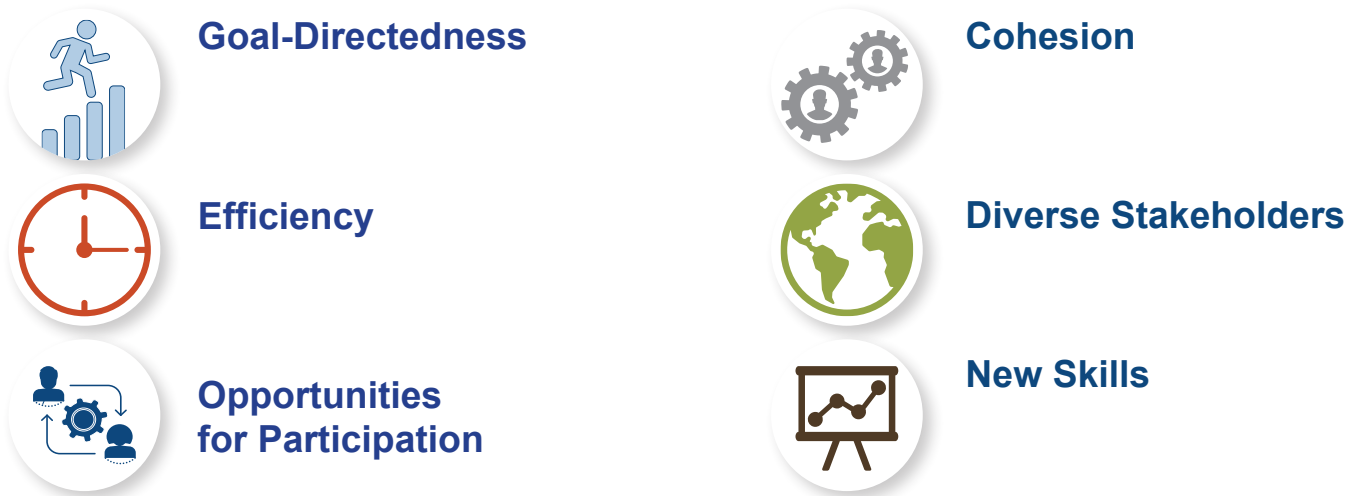 Goal-Directedness
Efficiency
Opportunities
for Participation
Cohesion
Diverse Stakeholders
New Skills